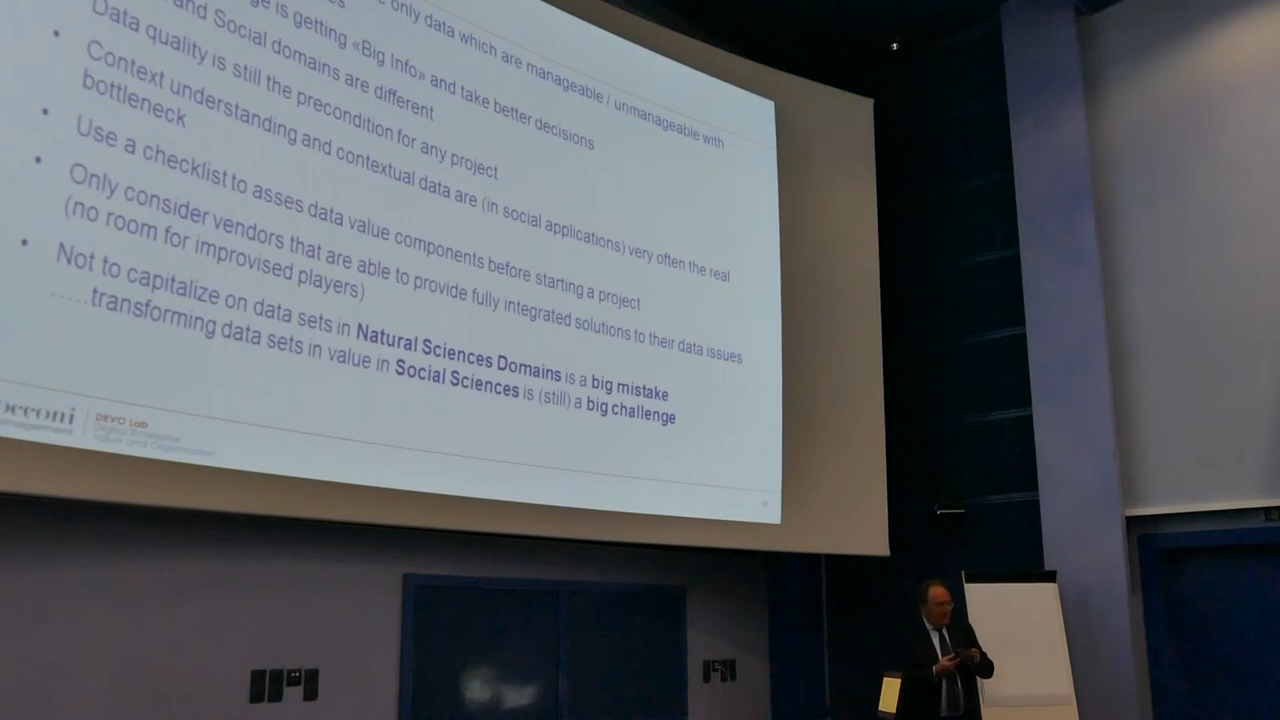 only data which are manageable / unmanageable with
is getting «Big Info» and take better decisions
and Social domains are different
Data quality is still the precondition for any project
Context understanding and contextual data are (in social applications) very often the real
bottleneck
Use a checklist to asses data value components before starting a project
Only consider vendors that are able to provide fully integrated solutions to their data issues
(no room for improvised players)
Not to capitalize on data sets in Natural Sciences Domains is a big mistake
.....transforming data sets in value in Social Sciences is (still) a big challenge
DEVO Lab
Digital Enterprise
Value and Organization